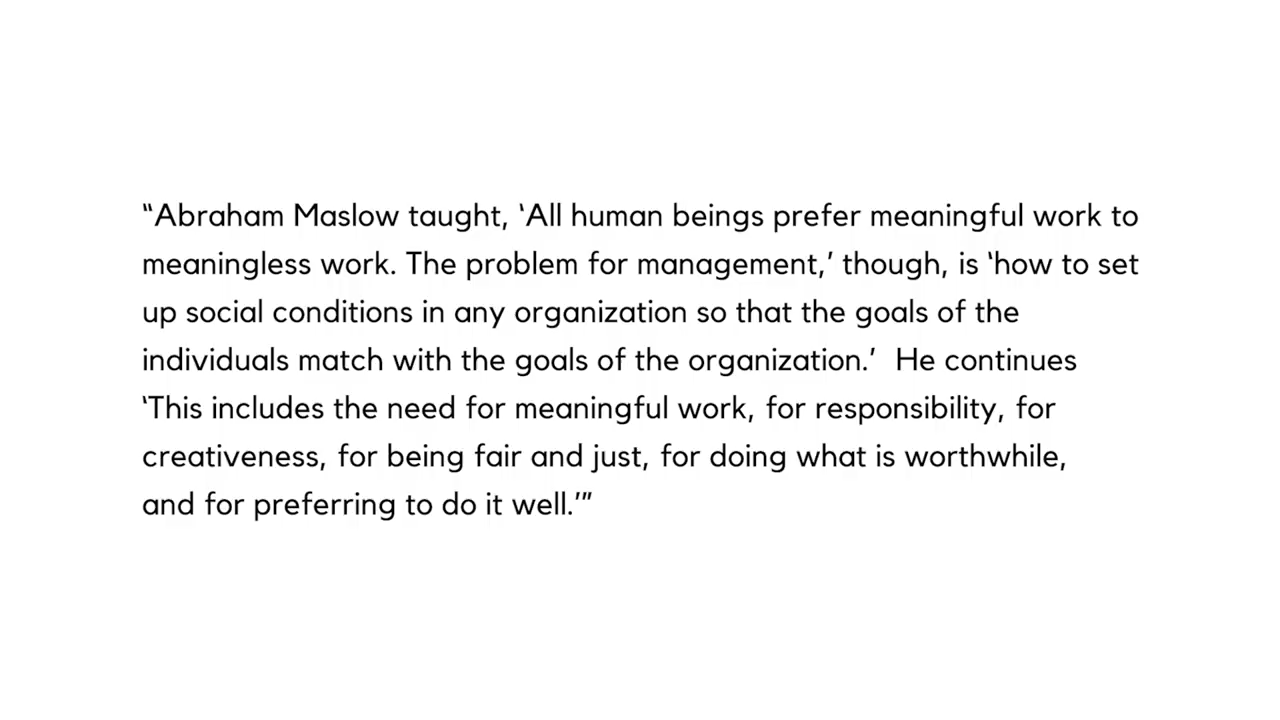 “Abraham Maslow taught, ‘All human beings prefer meaningful work to
meaningless work. The problem for management,’ though, is ‘how to set
up social conditions in any organization so that the goals of the
individuals match with the goals of the organization.’  He continues
‘This includes the need for meaningful work, for responsibility, for
creativeness, for being fair and just, for doing what is worthwhile,
and for preferring to do it well.’”